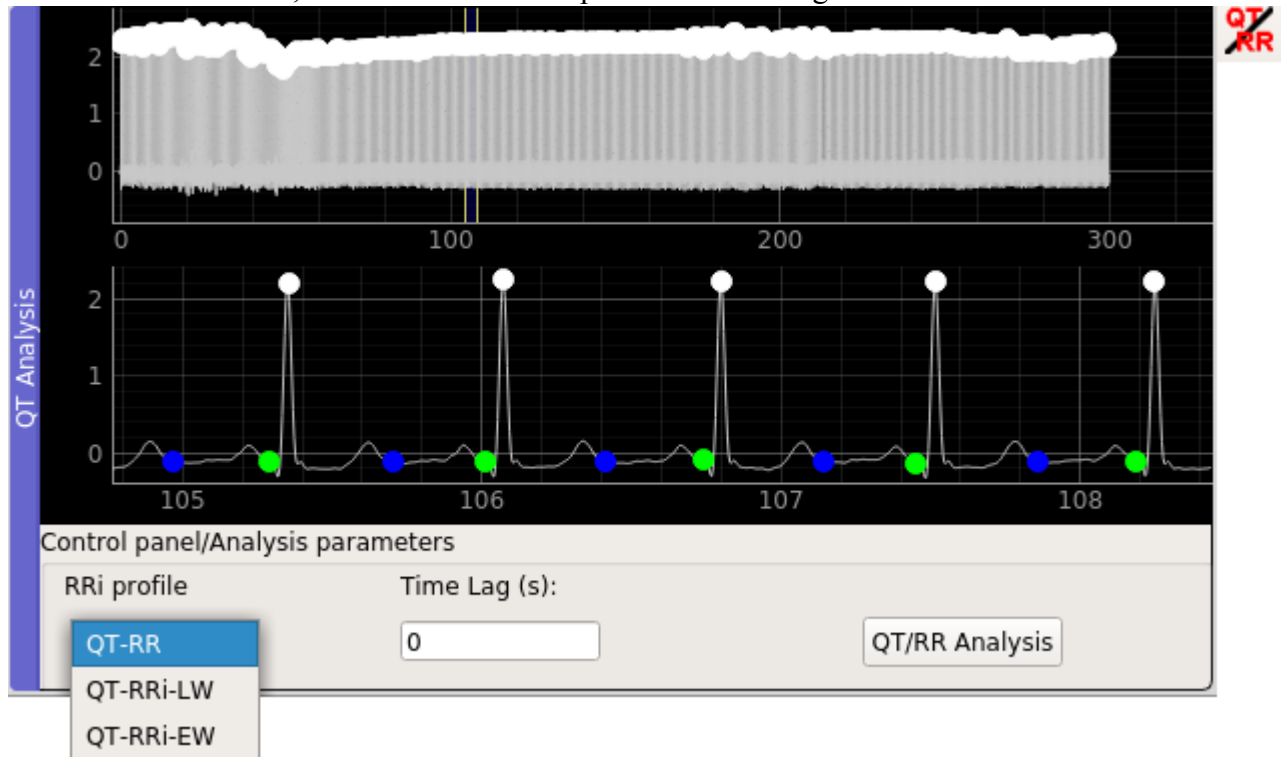 QT/
RR
2
1
0
0 100 200 300
QT Analysis
2
1
0
105 106 107 108
Control panel/Analysis parameters
RRi profile Time Lag (s):
QT-RR 0 QT/RR Analysis
QT-RRi-LW
QT-RRi-EW